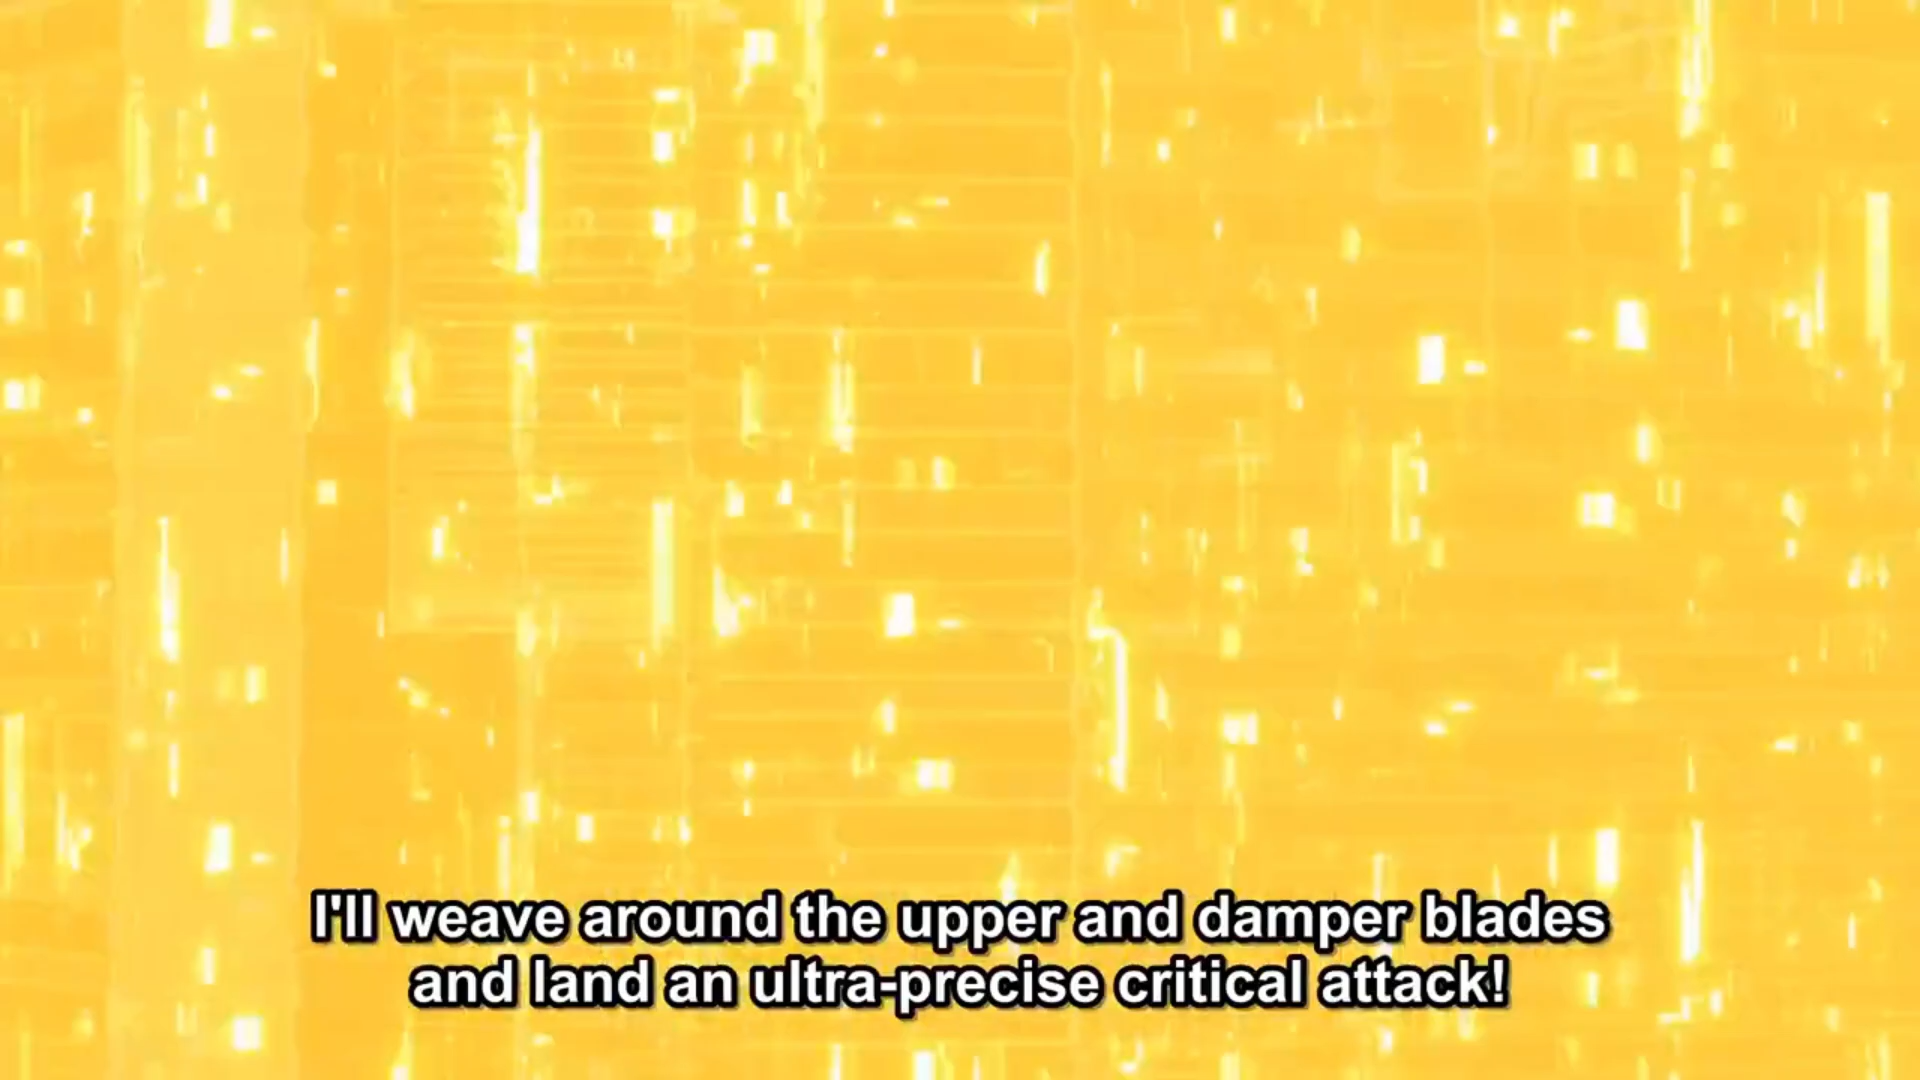 I'll weave around the upper and damper blades
and land an ultra-precise critical attack!